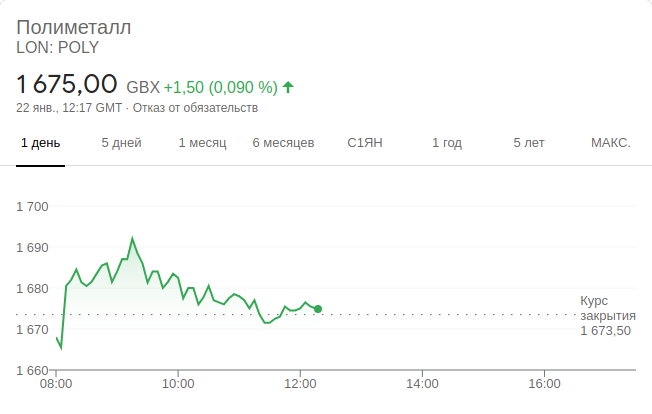 Полиметалл
LON: POLY
1 675,00 GBX +1,50 (0,090 %)
22 янв., 12:17 GMT · Отказ от обязательств
1 день 5 дней 1 месяц 6 месяцев С1ЯН 1 год 5 лет МАКС.
1 700
1 690
1 680
1 670
1 660
Курс
закрытия
1 673,50
08:00 10:00 12:00 14:00 16:00